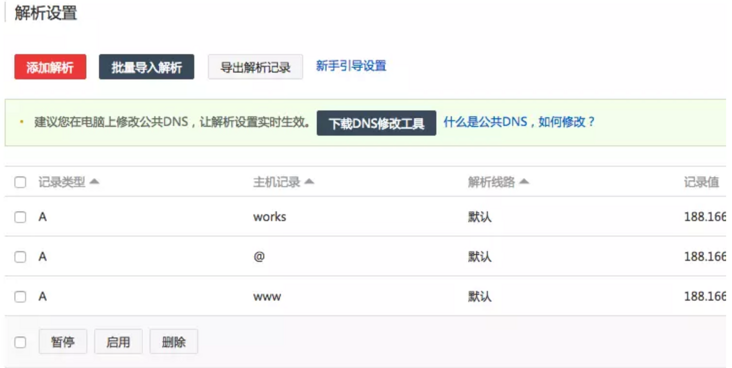 解析设置
添加解析 批量导入解析 导出解析记录 新手引导设置
建议您在电脑上修改公共DNS，让解析设置实时生效。 下载DNS修改工具 什么是公共DNS，如何修改？
记录类型 主机记录 解析线路 记录值
A works 默认 188.166
A @ 默认 188.166
A www 默认 188.166
暂停 启用 删除